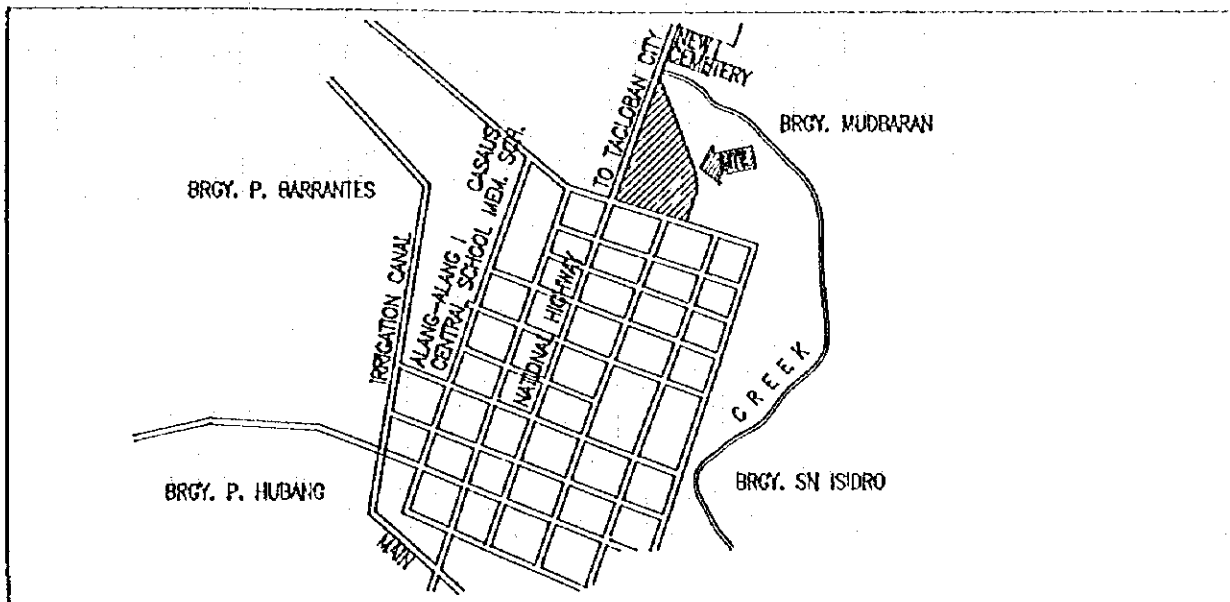 NEW
CEMETERY
TO TACLOBAN CITY
BRGY. MUDBARAN
SITE
CASAUS
MEM. SCH.
BRGY. P. BARRANTES
ALANG-ALANG I
CENTRAL SCHOOL
IRRIGATION CANAL
NATIONAL HIGHWAY
CREEK
BRGY. SN ISIDRO
BRGY. P. HUBANG
MAIN